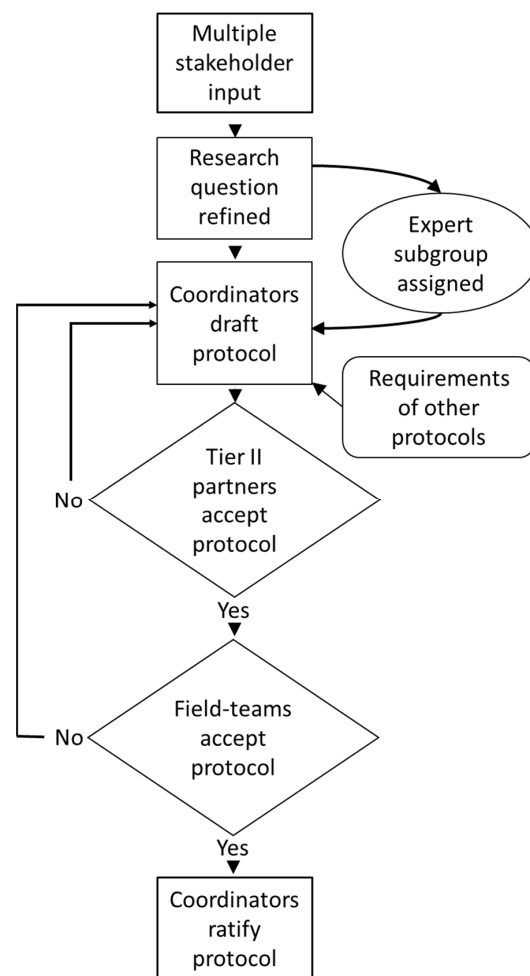 Multiple
stakeholder
input
Research
question
refined
Expert
subgroup
assigned
Coordinators
draft
protocol
Requirements
of other
protocols
Tier II
partners
accept
protocol
No
Yes
Field-teams
accept
protocol
No
Yes
Coordinators
ratify
protocol